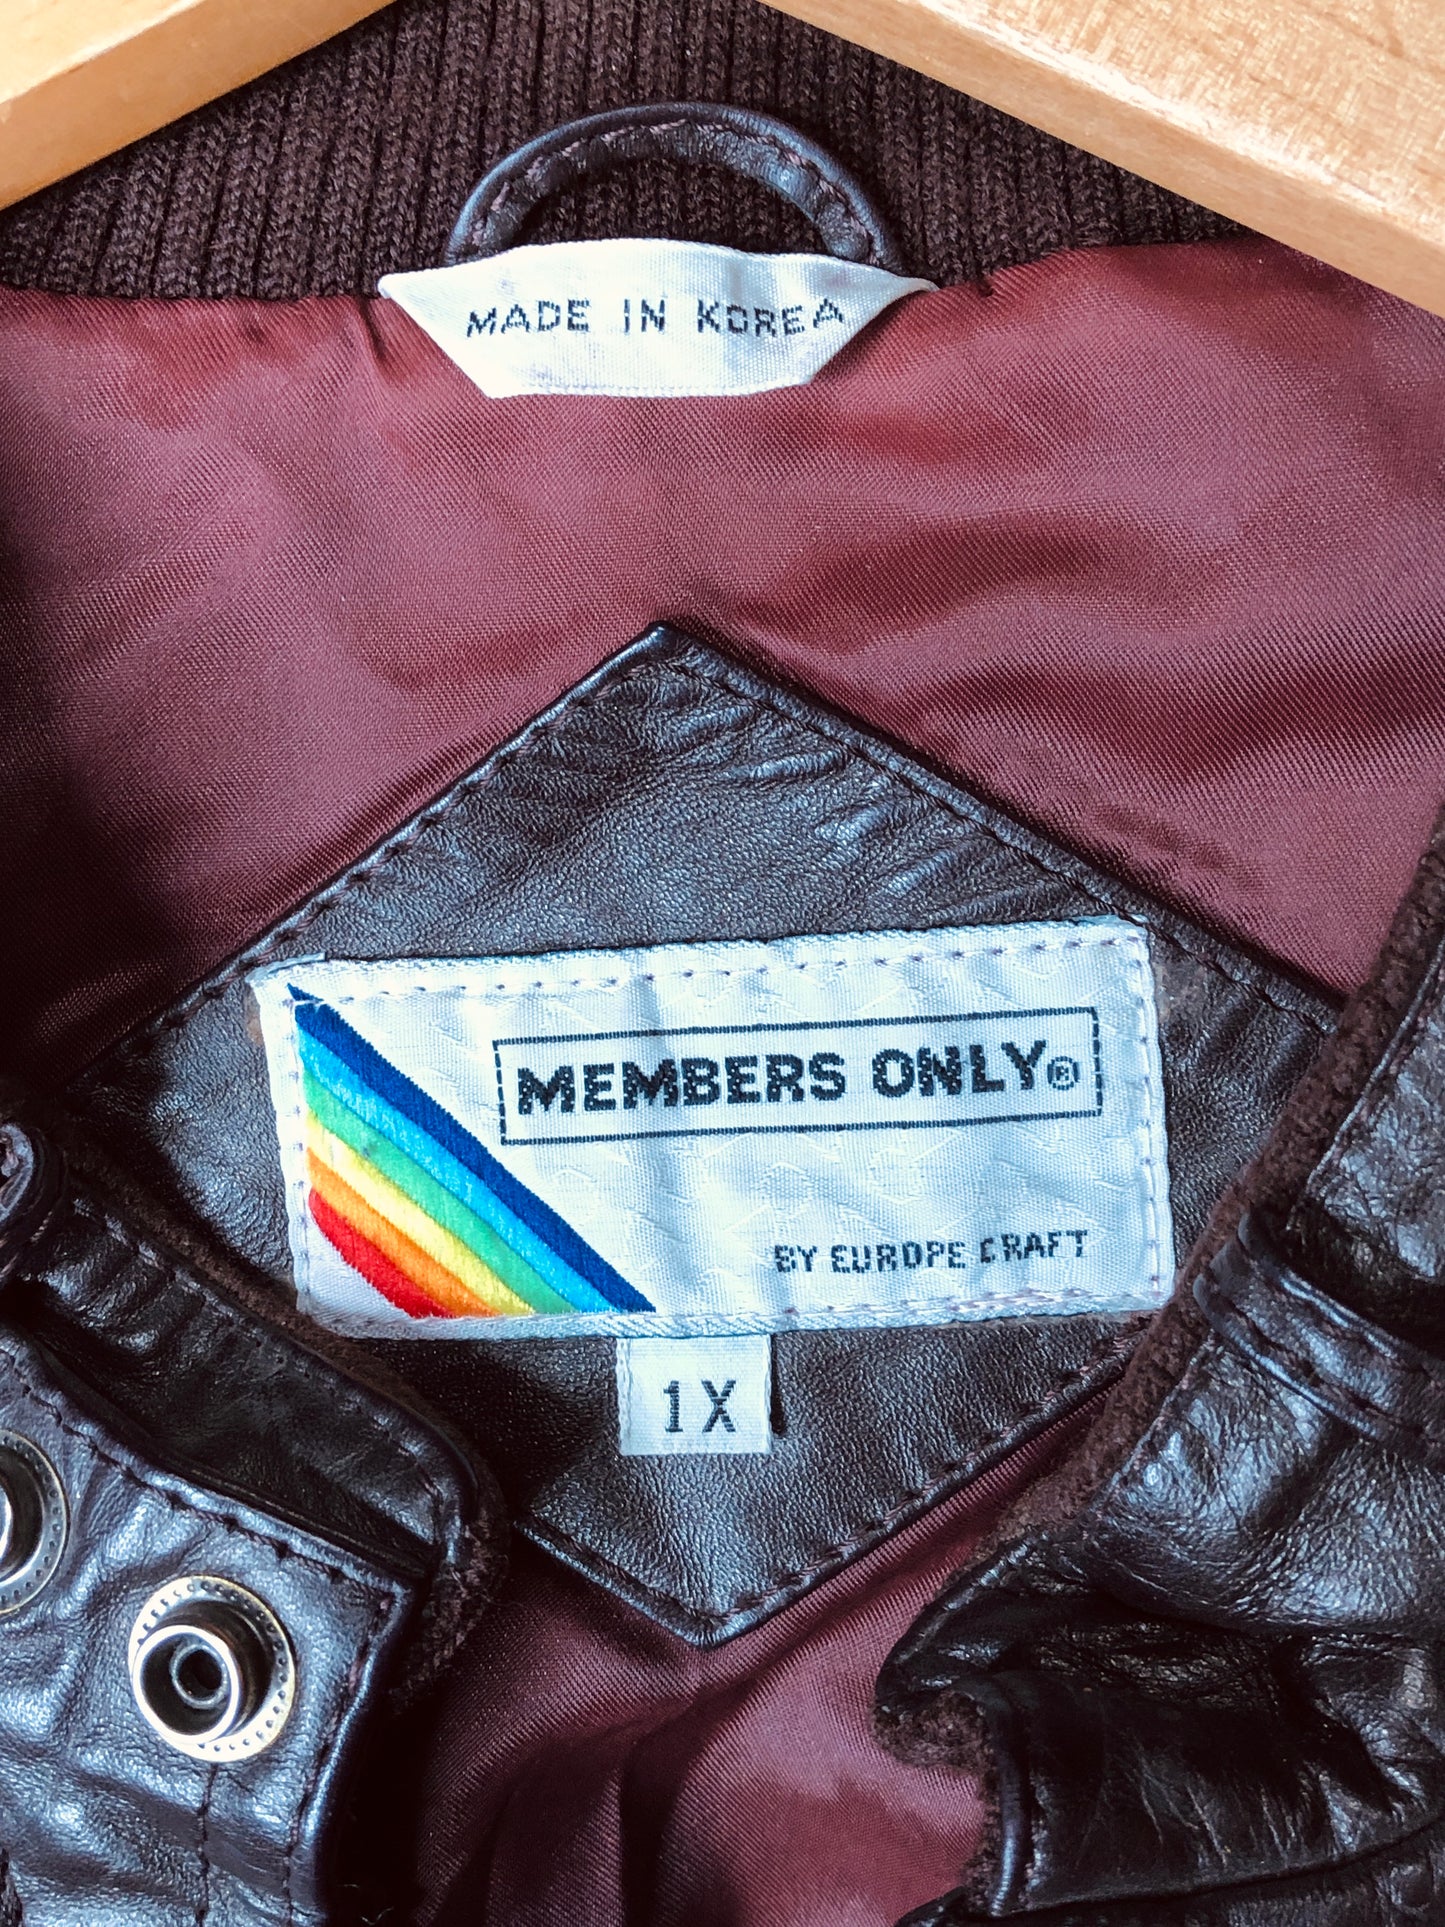 MADE IN KOREA
MEMBERS ONLY®
BY EUROPE CRAFT
1X